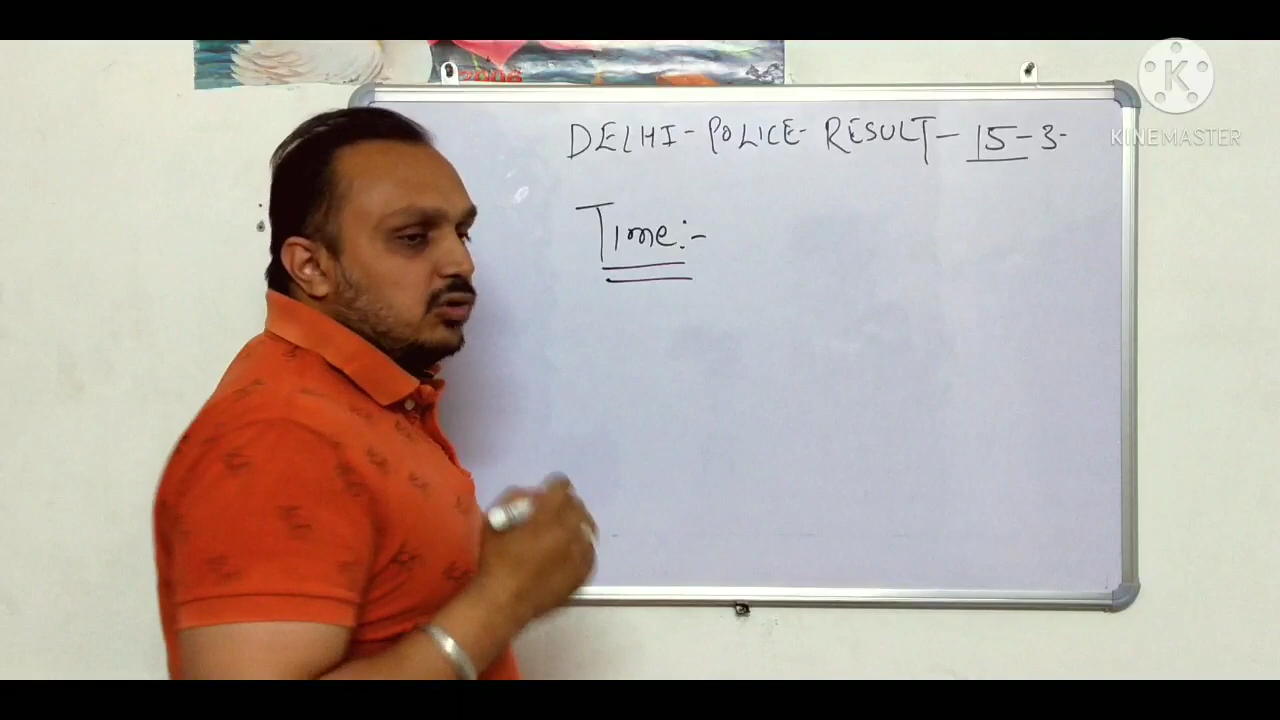 DELHI - POLICE - RESULT - 15 - 3 -
Time :-
K
KINEMASTER